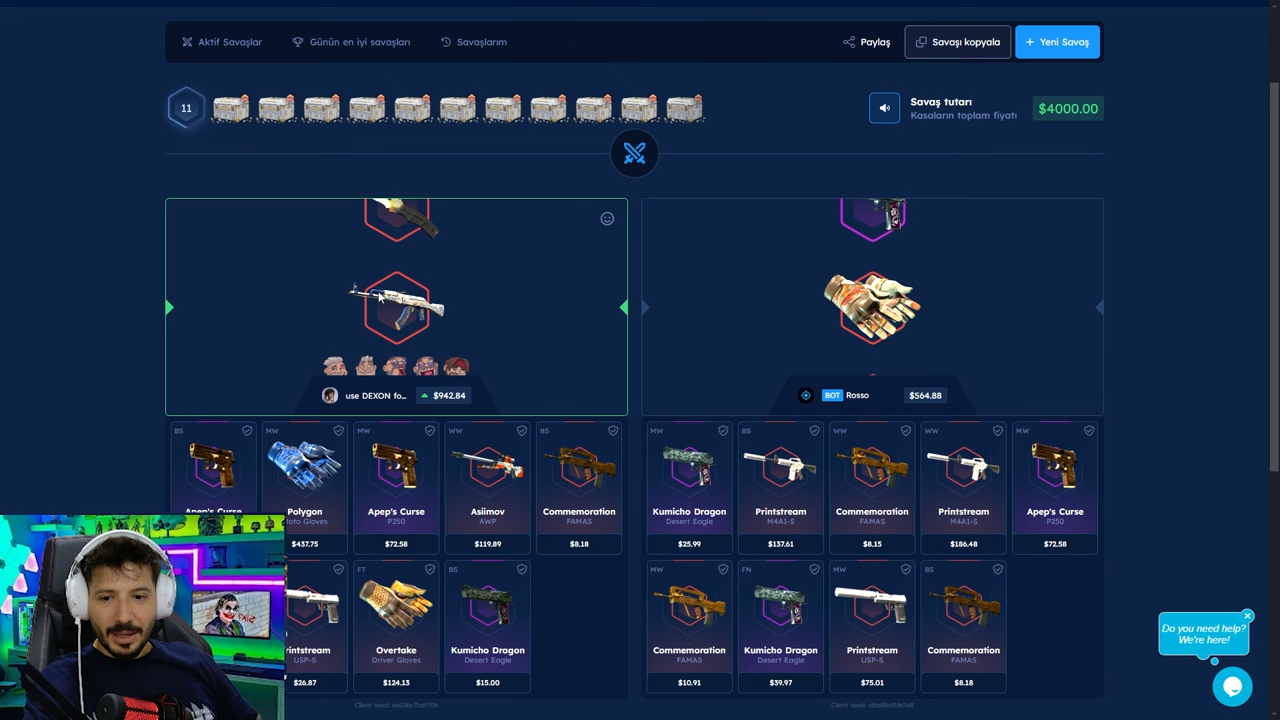 Aktif Savaşlar
Günün en iyi savaşları
Savaşlarım
Paylaş
Savaşı kopyala
+ Yeni Savaş
11
Savaş tutarı
Kasaların toplam fiyatı
$4000.00
use DEXON fo...
$942.84
BOT Rosso
$564.88
BS
Apep's Curse
MW
Polygon
Moto Gloves
$437.75
MW
Apep's Curse
P250
$72.58
WW
Asiimov
AWP
$119.89
BS
Commemoration
FAMAS
$8.18
Printstream
USP-S
$26.87
FT
Overtake
Driver Gloves
$124.13
BS
Kumicho Dragon
Desert Eagle
$15.00
MW
Kumicho Dragon
Desert Eagle
$25.99
BS
Printstream
M4A1-S
$137.61
WW
Commemoration
FAMAS
$8.15
WW
Printstream
M4A1-S
$186.48
MW
Apep's Curse
P250
$72.58
MW
Commemoration
FAMAS
$10.91
FN
Kumicho Dragon
Desert Eagle
$39.97
MW
Printstream
USP-S
$75.01
BS
Commemoration
FAMAS
$8.18
Do you need help?
We're here!